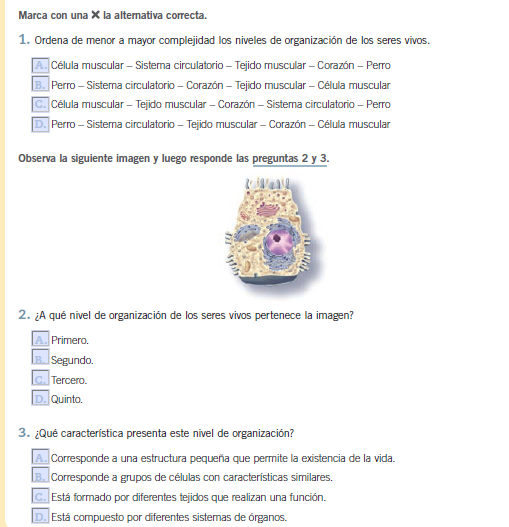 Marca con una ✗ la alternativa correcta.
1. Ordena de menor a mayor complejidad los niveles de organización de los seres vivos.
A. Célula muscular – Sistema circulatorio – Tejido muscular – Corazón – Perro
B. Perro – Sistema circulatorio – Corazón – Tejido muscular – Célula muscular
C. Célula muscular – Tejido muscular – Corazón – Sistema circulatorio – Perro
D. Perro – Sistema circulatorio – Tejido muscular – Corazón – Célula muscular
Observa la siguiente imagen y luego responde las preguntas 2 y 3.
2. ¿A qué nivel de organización de los seres vivos pertenece la imagen?
A. Primero.
B. Segundo.
C. Tercero.
D. Quinto.
3. ¿Qué característica presenta este nivel de organización?
A. Corresponde a una estructura pequeña que permite la existencia de la vida.
B. Corresponde a grupos de células con características similares.
C. Está formado por diferentes tejidos que realizan una función.
D. Está compuesto por diferentes sistemas de órganos.